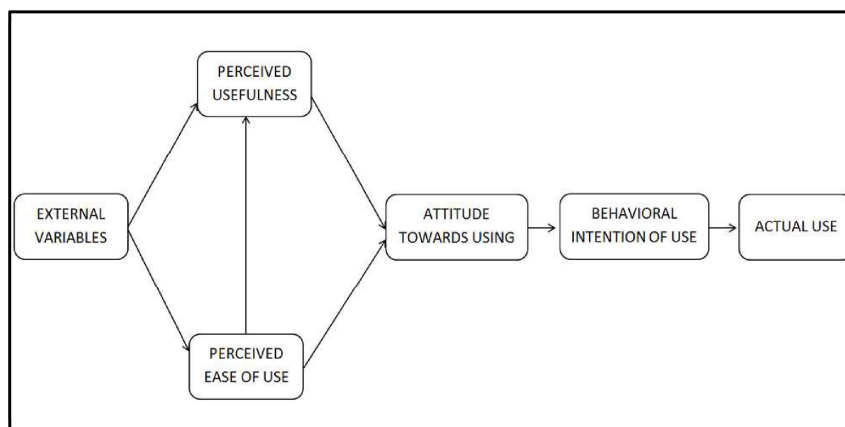 PERCEIVED
USEFULNESS
EXTERNAL
VARIABLES
ATTITUDE
TOWARDS USING
BEHAVIORAL
INTENTION OF USE
ACTUAL USE
PERCEIVED
EASE OF USE